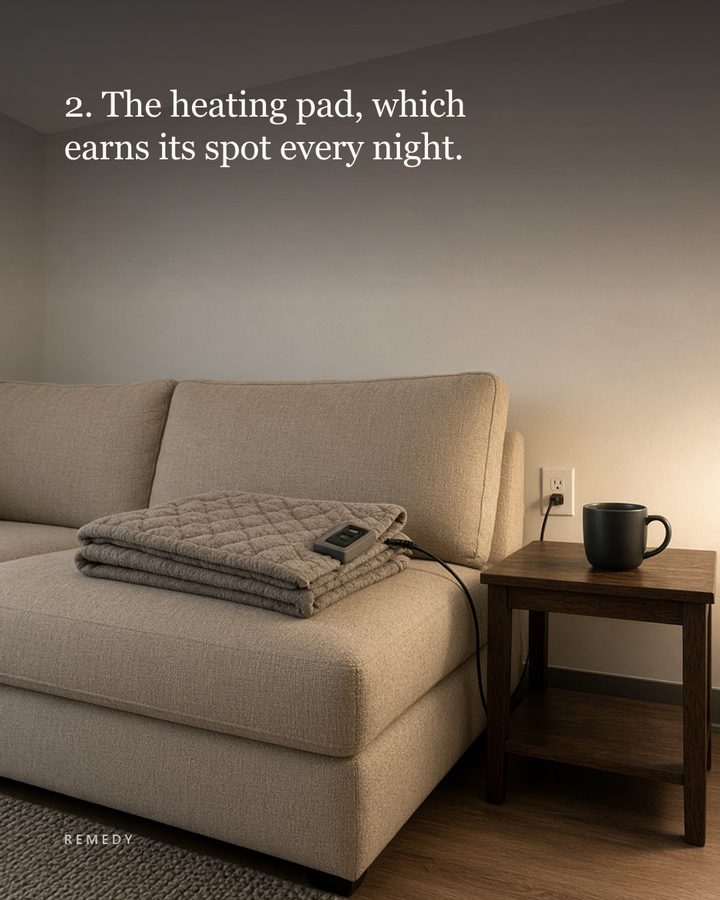 2. The heating pad, which
earns its spot every night.
REMEDY